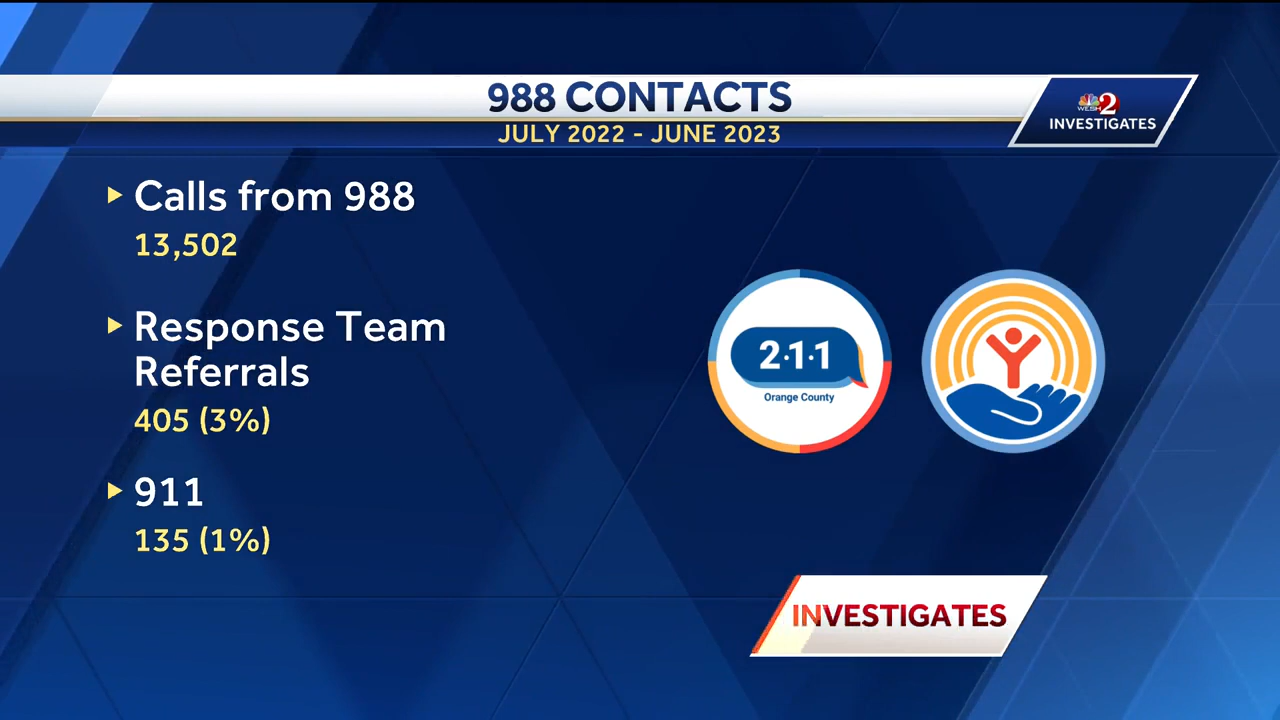 988 CONTACTS
JULY 2022 - JUNE 2023
WESH 2
INVESTIGATES
Calls from 988
13,502
Response Team
Referrals
405 (3%)
911
135 (1%)
2·1·1
Orange County
INVESTIGATES